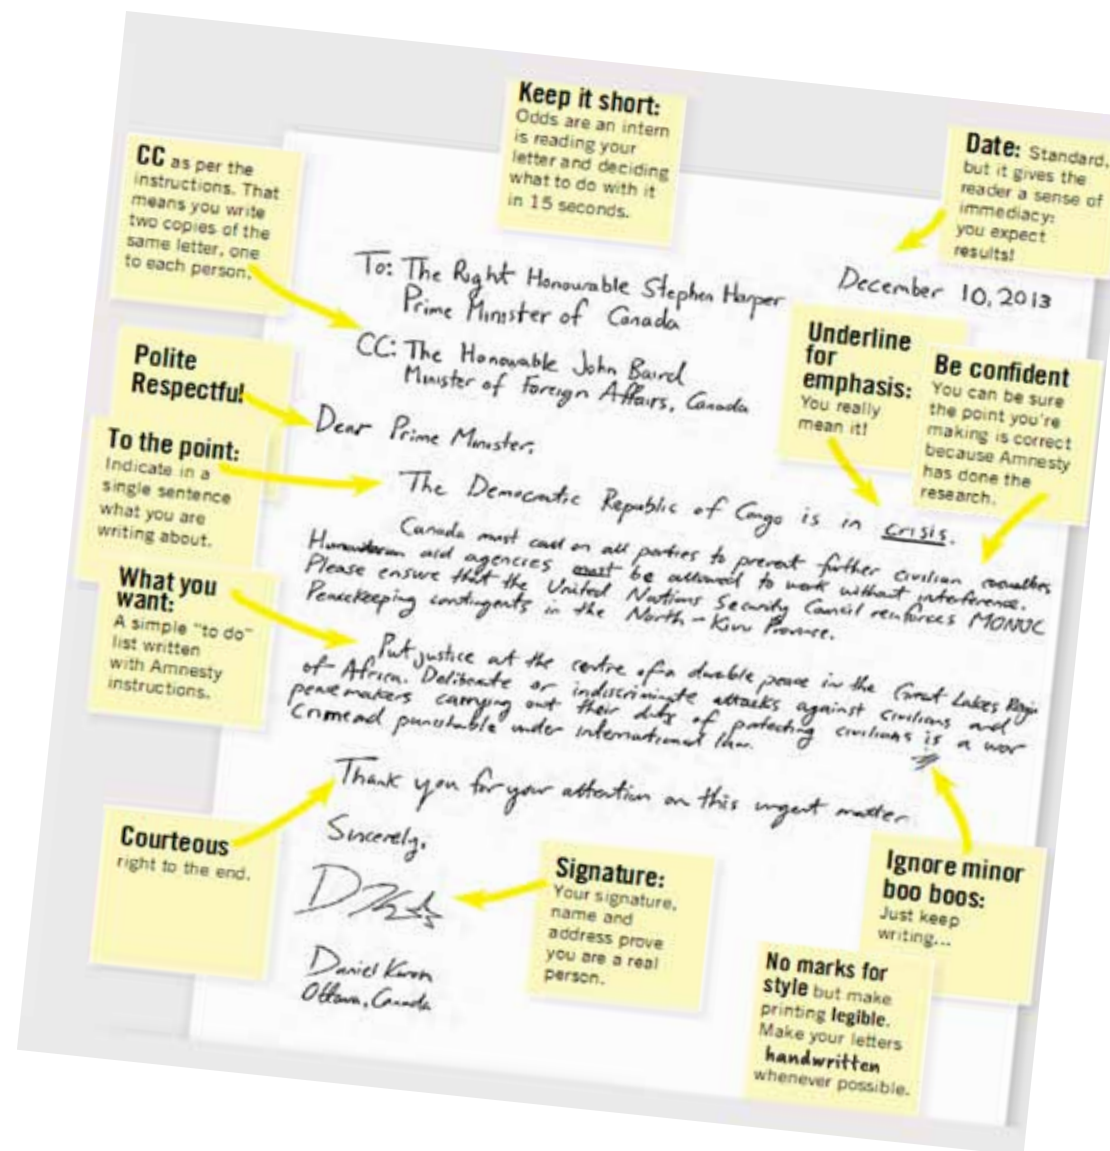 Keep it short:
Odds are an intern
is reading your
letter and deciding
what to do with it
in 15 seconds.
Date: Standard,
but it gives the
reader a sense of
immediacy:
you expect
results!
CC as per the
instructions. That
means you write
two copies of the
same letter, one
to each person.
To: The Right Honourable Stephen Harper
Prime Minister of Canada
December 10, 2013
CC: The Honourable John Baird
Minister of Foreign Affairs, Canada
Underline
for
emphasis:
You really
mean it!
Be confident
You can be sure
the point you're
making is correct
because Amnesty
has done the
research.
Polite
Respectful!
Dear Prime Minister,
To the point:
Indicate in a
single sentence
what you are
writing about.
The Democratic Republic of Congo is in crisis.
Canada must call on all parties to prevent further civilian casualties.
Humanitarian aid agencies must be allowed to work without interference.
Please ensure that the United Nations Security Council reinforces MONUC
Peacekeeping contingents in the North-Kivu Province.
What you
want:
A simple "to do"
list written
with Amnesty
instructions.
Put justice at the centre of a durable peace in the Great Lakes Region
of Africa. Deliberate or indiscriminate attacks against civilians and
peacemakers carrying out their duty of protecting civilians is a war
crime and punishable under international law.
Thank you for your attention on this urgent matter.
Courteous
right to the end.
Sincerely,
Signature:
Your signature,
name and
address prove
you are a real
person.
Ignore minor
boo boos:
Just keep
writing...
Daniel Kwon
Ottawa, Canada
No marks for
style but make
printing legible.
Make your letters
handwritten
whenever possible.